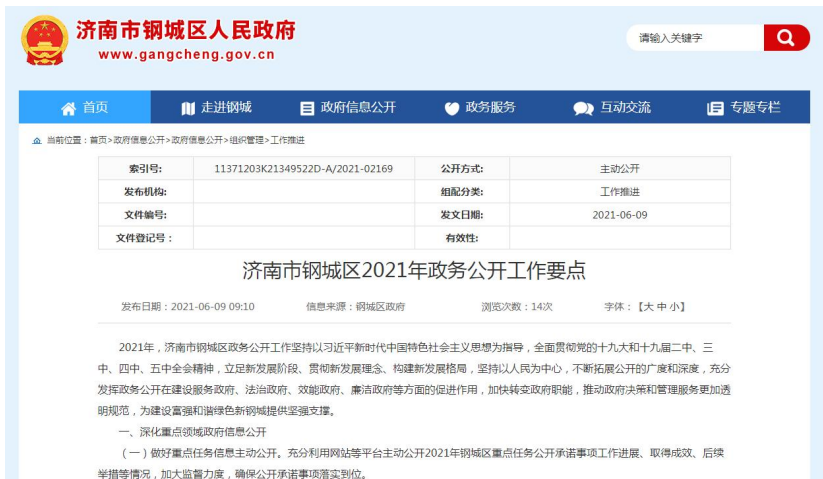 济南市钢城区人民政府
www.gangcheng.gov.cn
请输入关键字
首页 走进钢城 政府信息公开 政务服务 互动交流 专题专栏
当前位置：首页>政府信息公开>政府信息公开>组织管理>工作推进
索引号: 11371203K21349522D-A/2021-02169 公开方式: 主动公开
发布机构: 组配分类: 工作推进
文件编号: 发文日期: 2021-06-09
文件登记号： 有效性:
济南市钢城区2021年政务公开工作要点
发布日期：2021-06-09 09:10 信息来源：钢城区政府 浏览次数：14次 字体：【大 中 小】
2021年，济南市钢城区政务公开工作坚持以习近平新时代中国特色社会主义思想为指导，全面贯彻党的十九大和十九届二中、三
中、四中、五中全会精神，立足新发展阶段、贯彻新发展理念、构建新发展格局，坚持以人民为中心，不断拓展公开的广度和深度，充分
发挥政务公开在建设服务政府、法治政府、效能政府、廉洁政府等方面的促进作用，加快转变政府职能，推动政府决策和管理服务更加透
明规范，为建设富强和谐绿色新钢城提供坚强支撑。
一、深化重点领域政府信息公开
（一）做好重点任务信息主动公开。充分利用网站等平台主动公开2021年钢城区重点任务公开承诺事项工作进展、取得成效、后续
举措等情况，加大监督力度，确保公开承诺事项落实到位。